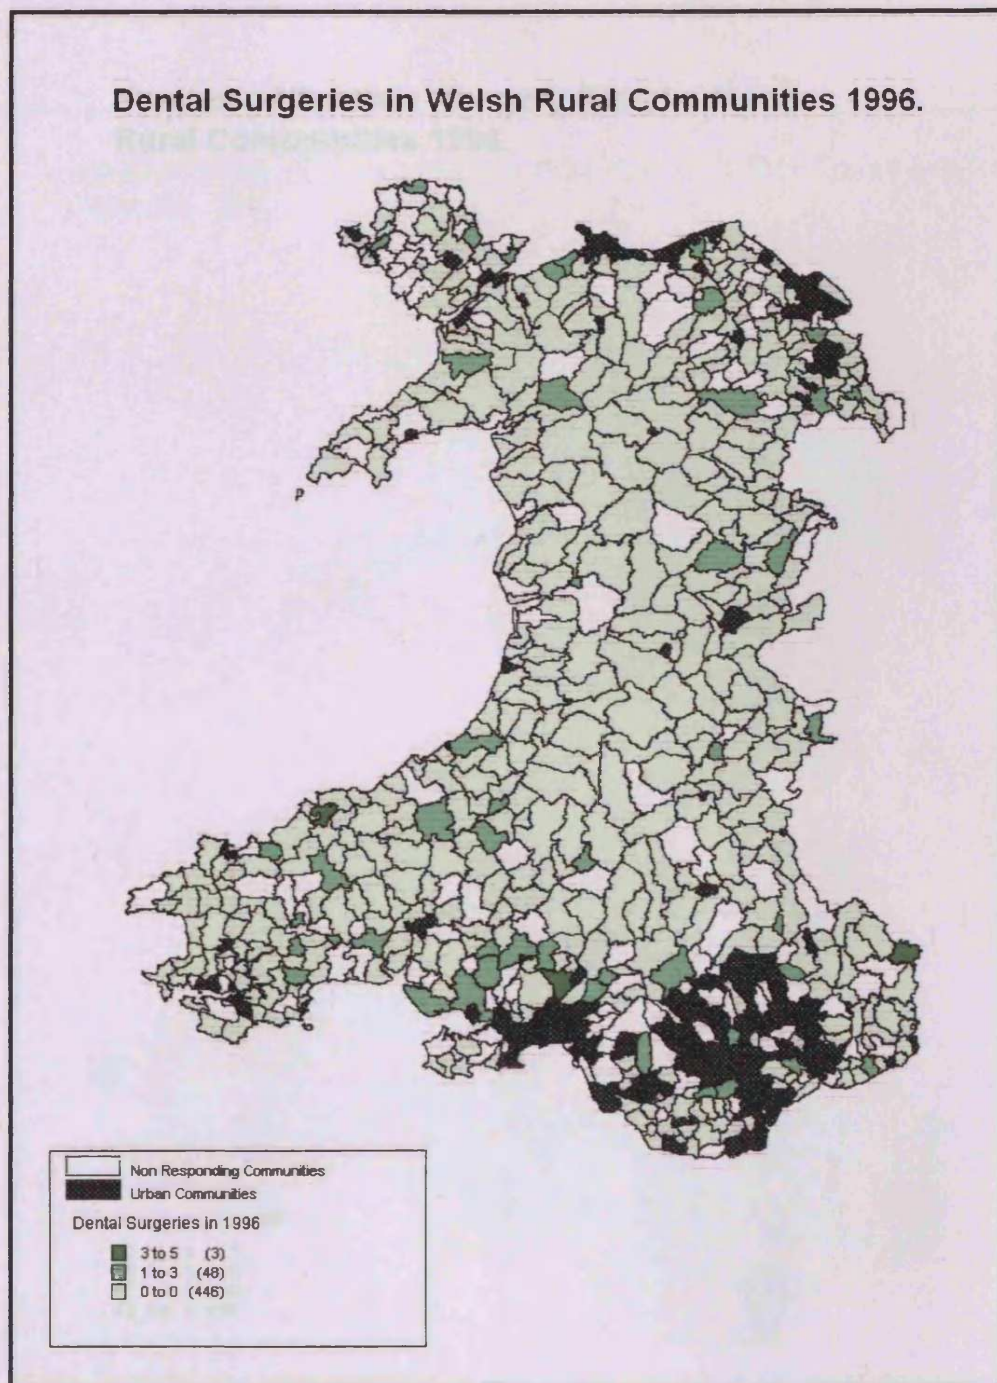 Dental Surgeries in Welsh Rural Communities 1996.
Non Responding Communities
Urban Communities
Dental Surgeries in 1996
3 to 5 (3)
1 to 3 (48)
0 to 0 (446)